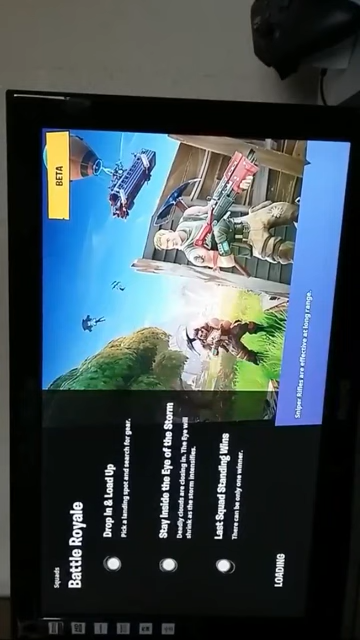 Squads
Battle Royale
Drop In & Load Up
Pick a landing spot and search for gear.
Stay Inside the Eye of the Storm
Deadly clouds are closing in. The Eye will
shrink as the storm intensifies.
Last Squad Standing Wins
There can be only one winner.
LOADING
BETA
Sniper Rifles are effective at long range.